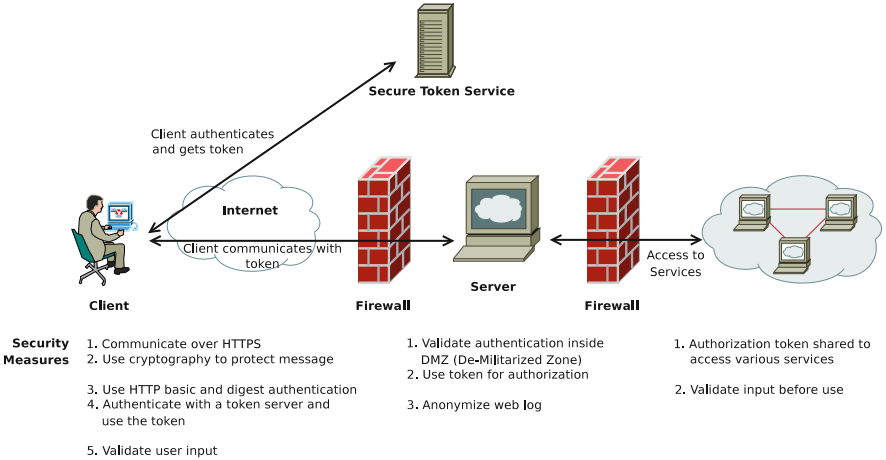 Secure Token Service
Client authenticates
and gets token
Internet
Client communicates with
token
Access to
Services
Client
Firewall
Server
Firewall
Security
Measures
1. Communicate over HTTPS
2. Use cryptography to protect message
3. Use HTTP basic and digest authentication
4. Authenticate with a token server and
use the token
5. Validate user input
1. Validate authentication inside
DMZ (De-Militarized Zone)
2. Use token for authorization
3. Anonymize web log
1. Authorization token shared to
access various services
2. Validate input before use